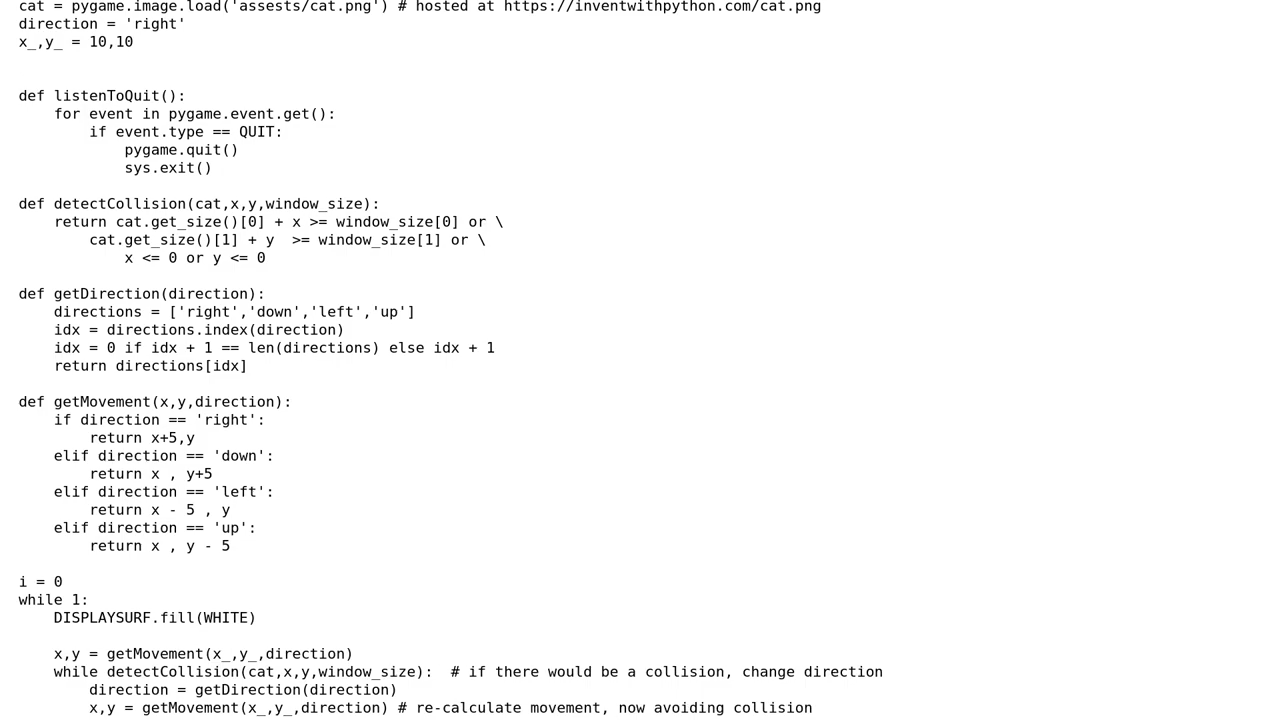 cat = pygame.image.load('assests/cat.png') # hosted at https://inventwithpython.com/cat.png
direction = 'right'
x_,y_ = 10,10
def listenToQuit():
    for event in pygame.event.get():
        if event.type == QUIT:
            pygame.quit()
            sys.exit()
def detectCollision(cat,x,y,window_size):
    return cat.get_size()[0] + x >= window_size[0] or \
        cat.get_size()[1] + y  >= window_size[1] or \
            x <= 0 or y <= 0
def getDirection(direction):
    directions = ['right','down','left','up']
    idx = directions.index(direction)
    idx = 0 if idx + 1 == len(directions) else idx + 1
    return directions[idx]
def getMovement(x,y,direction):
    if direction == 'right':
        return x+5,y
    elif direction == 'down':
        return x , y+5
    elif direction == 'left':
        return x - 5 , y
    elif direction == 'up':
        return x , y - 5
i = 0
while 1:
    DISPLAYSURF.fill(WHITE)
    x,y = getMovement(x_,y_,direction)
    while detectCollision(cat,x,y,window_size):  # if there would be a collision, change direction
        direction = getDirection(direction)
        x,y = getMovement(x_,y_,direction) # re-calculate movement, now avoiding collision